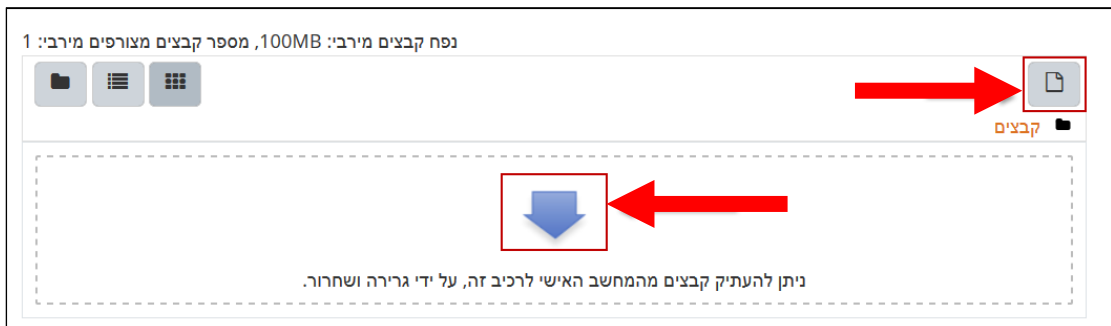 נפח קבצים מירבי: 100MB, מספר קבצים מצורפים מירבי: 1
קבצים
ניתן להעתיק קבצים מהמחשב האישי לרכיב זה, על ידי גרירה ושחרור.